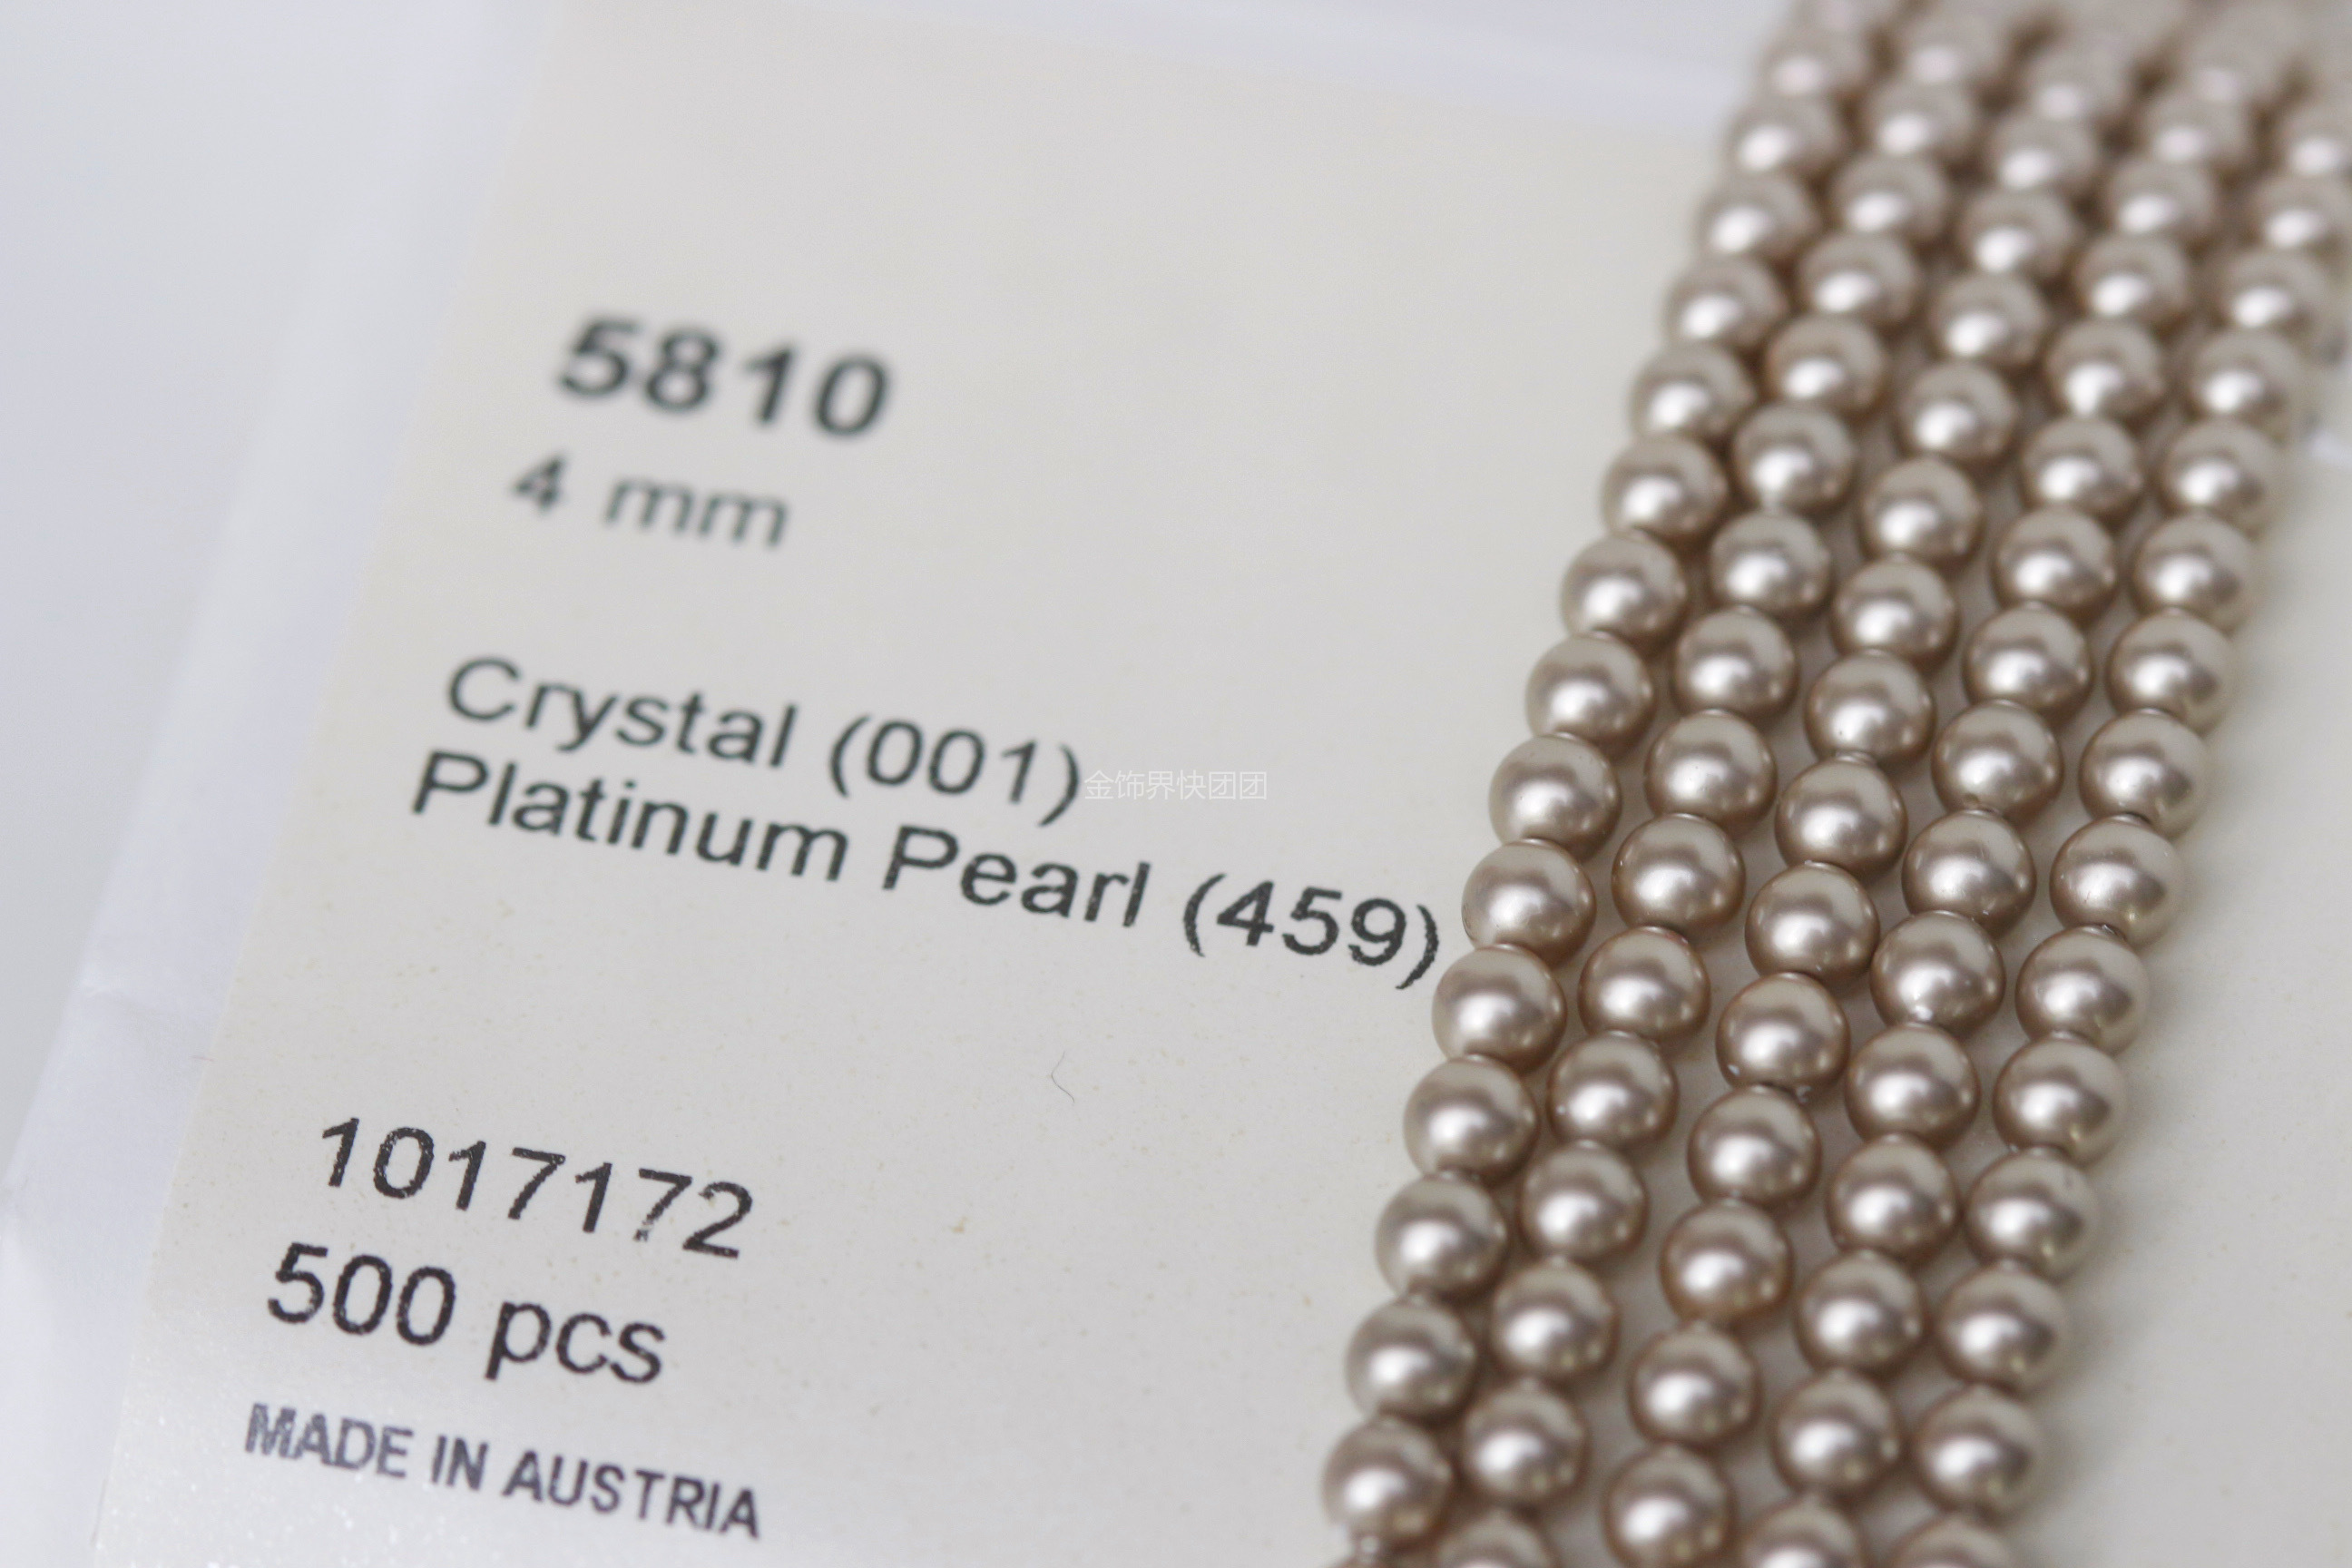 5810
4 mm
Crystal (001)
金饰界快团团
Platinum Pearl (459)
1017172
500 pcs
MADE IN AUSTRIA